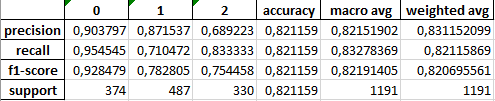 0 1 2 accuracy macro avg weighted avg
precision 0,903797 0,871537 0,689223 0,821159 0,82151902 0,831152099
recall 0,954545 0,710472 0,833333 0,821159 0,83278369 0,82115869
f1-score 0,928479 0,782805 0,754458 0,821159 0,82191405 0,820695561
support 374 487 330 0,821159 1191 1191